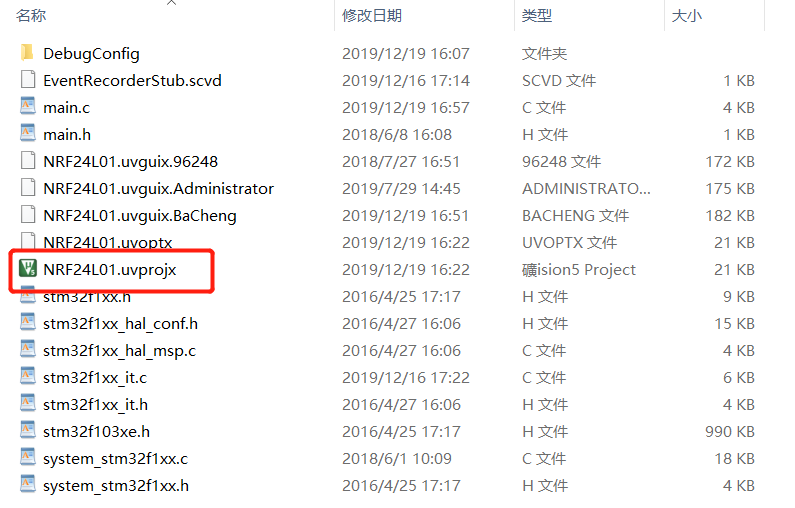 名称 修改日期 类型 大小
DebugConfig 2019/12/19 16:07 文件夹
EventRecorderStub.scvd 2019/12/16 17:14 SCVD 文件 1 KB
main.c 2019/12/19 16:57 C 文件 4 KB
main.h 2018/6/8 16:08 H 文件 1 KB
NRF24L01.uvguix.96248 2018/7/27 16:51 96248 文件 172 KB
NRF24L01.uvguix.Administrator 2019/7/29 14:45 ADMINISTRATO... 175 KB
NRF24L01.uvguix.BaCheng 2019/12/19 16:51 BACHENG 文件 182 KB
NRF24L01.uvoptx 2019/12/19 16:22 UVOPTX 文件 21 KB
NRF24L01.uvprojx 2019/12/19 16:22 礦ision5 Project 21 KB
stm32f1xx.h 2016/4/25 17:17 H 文件 9 KB
stm32f1xx_hal_conf.h 2016/4/27 16:06 H 文件 15 KB
stm32f1xx_hal_msp.c 2016/4/27 16:06 C 文件 4 KB
stm32f1xx_it.c 2019/12/16 17:22 C 文件 6 KB
stm32f1xx_it.h 2016/4/27 16:06 H 文件 4 KB
stm32f103xe.h 2016/4/25 17:17 H 文件 990 KB
system_stm32f1xx.c 2018/6/1 10:09 C 文件 18 KB
system_stm32f1xx.h 2016/4/25 17:17 H 文件 4 KB